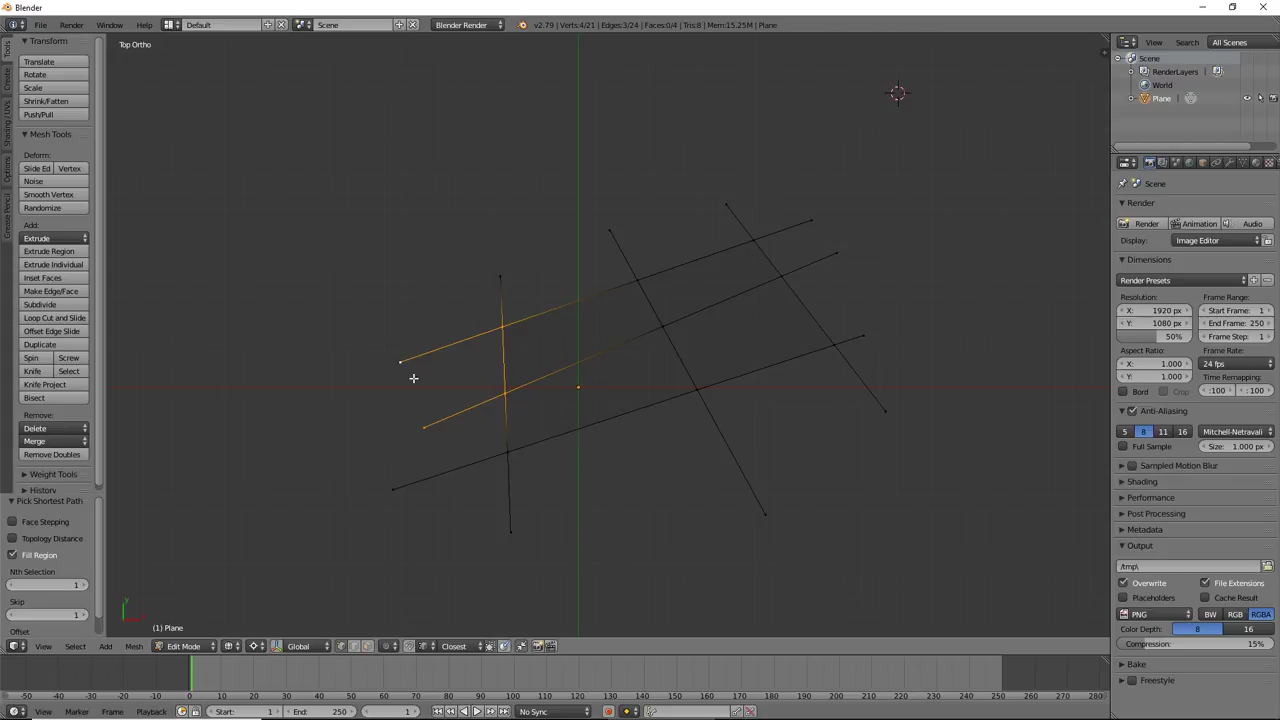 Blender
File Render Window Help Default Scene Blender Render v2.79 | Verts:4/21 | Edges:3/24 | Faces:0/4 | Tris:8 | Mem:15.25M | Plane
View Search All Scenes
Scene
RenderLayers
World
Plane
Scene
Render
Render Animation Audio
Display: Image Editor
Dimensions
Render Presets
Resolution: Frame Range:
X: 1920 px Start Frame: 1
Y: 1080 px End Frame: 250
50% Frame Step: 1
Aspect Ratio: Frame Rate:
X: 1.000 24 fps
Y: 1.000 Time Remapping:
Bord Crop :100 : 100
Anti-Aliasing
5 8 11 16 Mitchell-Netravali
Full Sample Size: 1.000 px
Sampled Motion Blur
Shading
Performance
Post Processing
Metadata
Output
/tmp\
Overwrite File Extensions
Placeholders Cache Result
PNG BW RGB RGBA
Color Depth: 8 16
Compression: 15%
Bake
Freestyle
Tools
Create
Shading / UVs
Options
Grease Pencil
Transform
Translate
Rotate
Scale
Shrink/Fatten
Push/Pull
Mesh Tools
Deform:
Slide Ed Vertex
Noise
Smooth Vertex
Randomize
Add:
Extrude
Extrude Region
Extrude Individual
Inset Faces
Make Edge/Face
Subdivide
Loop Cut and Slide
Offset Edge Slide
Duplicate
Spin Screw
Knife Select
Knife Project
Bisect
Remove:
Delete
Merge
Remove Doubles
Weight Tools
History
Pick Shortest Path
Face Stepping
Topology Distance
Fill Region
Nth Selection
1
Skip
1
Offset
Top Ortho
y
(1) Plane
View Select Add Mesh Edit Mode Global Closest
-50 -40 -30 -20 -10 0 10 20 30 40 50 60 70 80 90 100 110 120 130 140 150 160 170 180 190 200 210 220 230 240 250 260 270 280
View Marker Frame Playback Start: 1 End: 250 1 No Sync